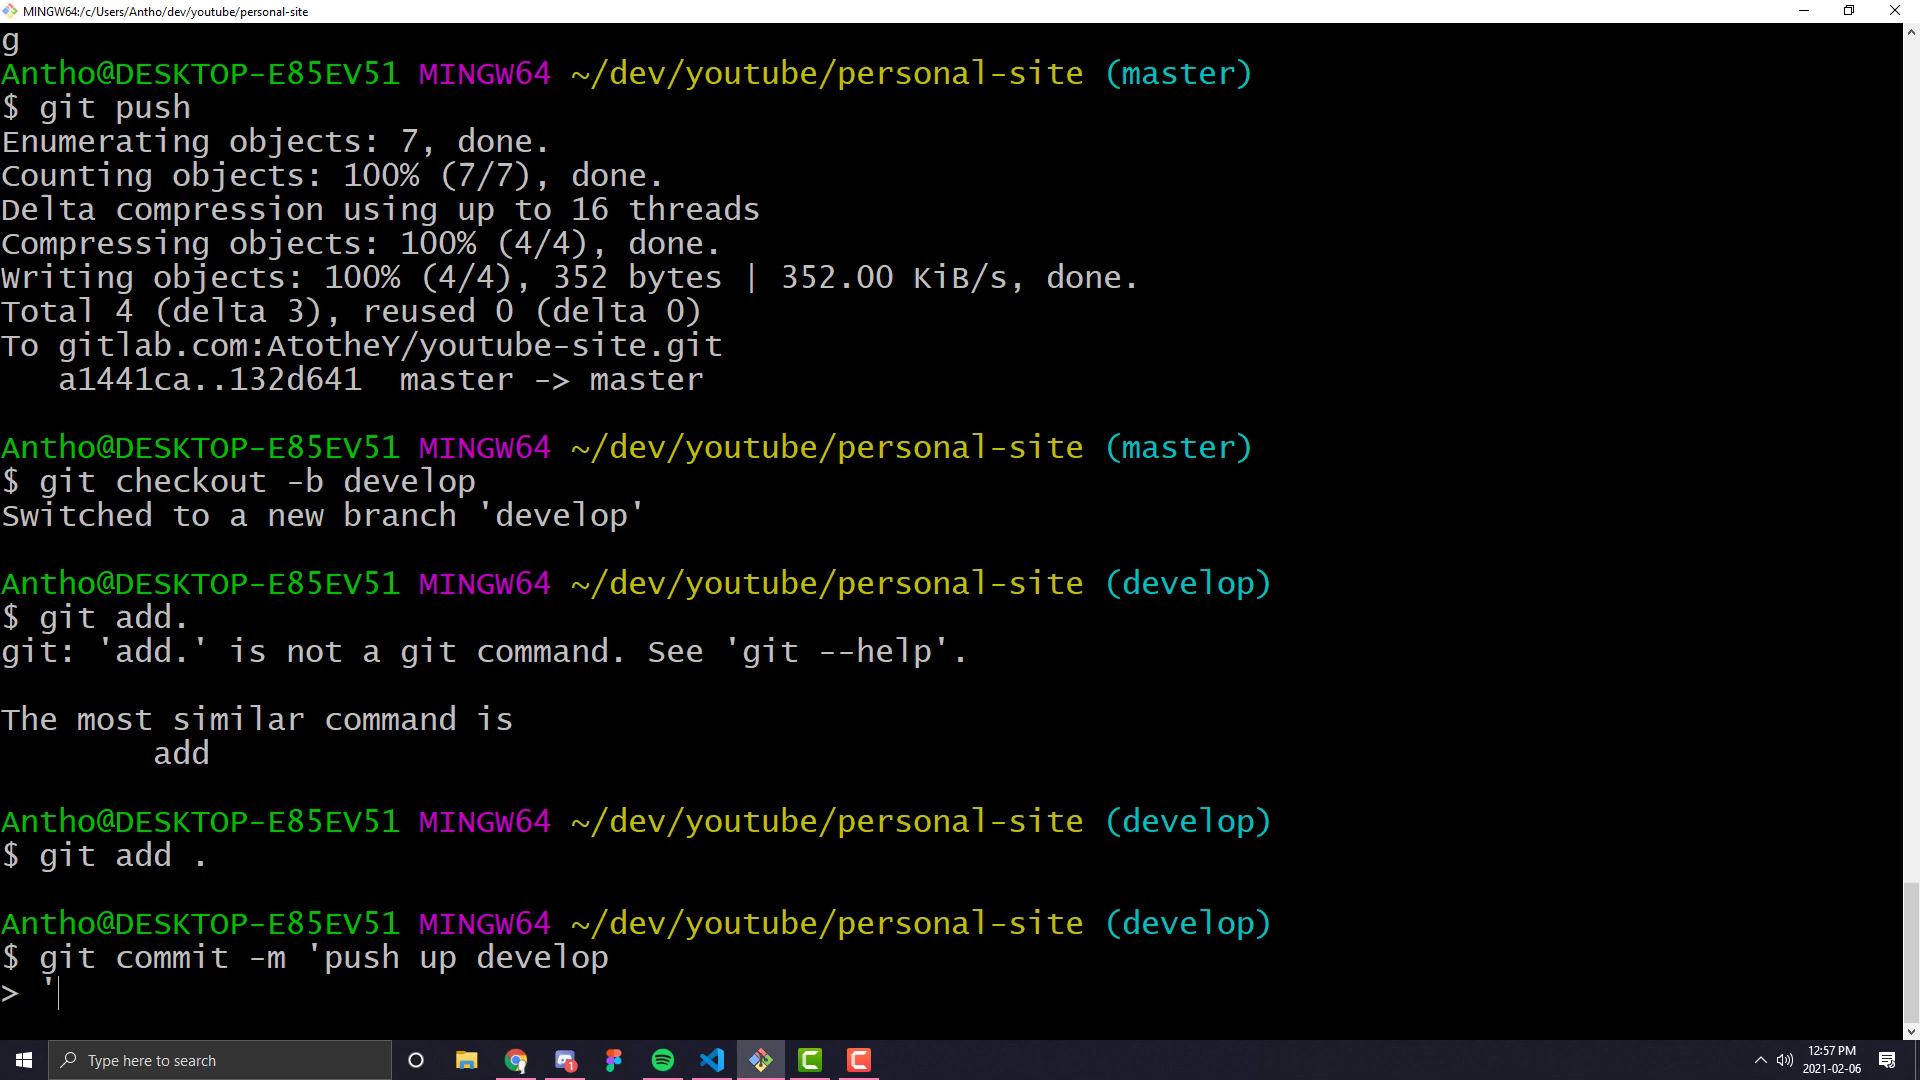 MINGW64:/c/Users/Antho/dev/youtube/personal-site
g
Antho@DESKTOP-E85EV51 MINGW64 ~/dev/youtube/personal-site (master)
$ git push
Enumerating objects: 7, done.
Counting objects: 100% (7/7), done.
Delta compression using up to 16 threads
Compressing objects: 100% (4/4), done.
Writing objects: 100% (4/4), 352 bytes | 352.00 KiB/s, done.
Total 4 (delta 3), reused 0 (delta 0)
To gitlab.com:AtotheY/youtube-site.git
   a1441ca..132d641  master -> master
Antho@DESKTOP-E85EV51 MINGW64 ~/dev/youtube/personal-site (master)
$ git checkout -b develop
Switched to a new branch 'develop'
Antho@DESKTOP-E85EV51 MINGW64 ~/dev/youtube/personal-site (develop)
$ git add.
git: 'add.' is not a git command. See 'git --help'.
The most similar command is
        add
Antho@DESKTOP-E85EV51 MINGW64 ~/dev/youtube/personal-site (develop)
$ git add .
Antho@DESKTOP-E85EV51 MINGW64 ~/dev/youtube/personal-site (develop)
$ git commit -m 'push up develop
> '
Type here to search
1
12:57 PM
2021-02-06